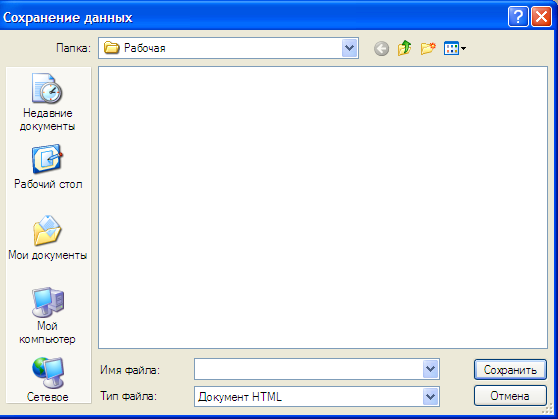 Сохранение данных
Папка:
Рабочая
Недавние
документы
Рабочий стол
Мои документы
Мой
компьютер
Сетевое
Имя файла:
Сохранить
Тип файла:
Документ HTML
Отмена